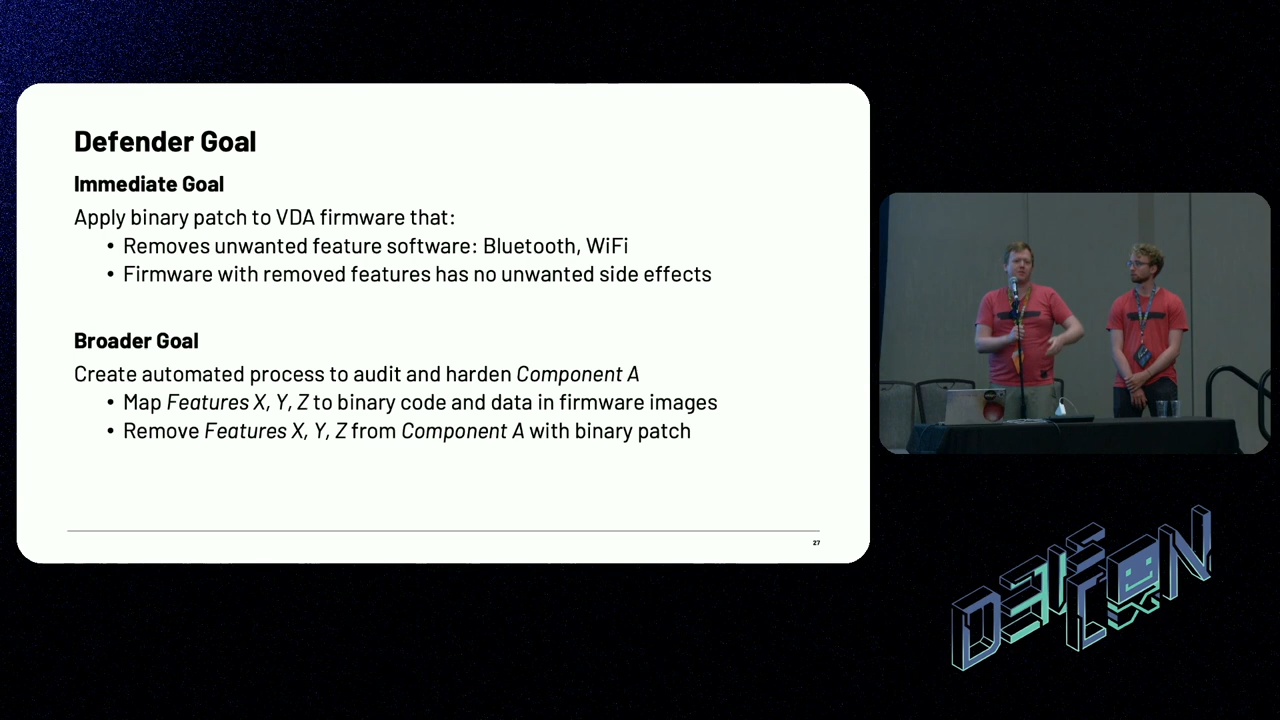 Defender Goal
Immediate Goal
Apply binary patch to VDA firmware that:
• Removes unwanted feature software: Bluetooth, WiFi
• Firmware with removed features has no unwanted side effects
Broader Goal
Create automated process to audit and harden Component A
• Map Features X, Y, Z to binary code and data in firmware images
• Remove Features X, Y, Z from Component A with binary patch
27
DEF
CON